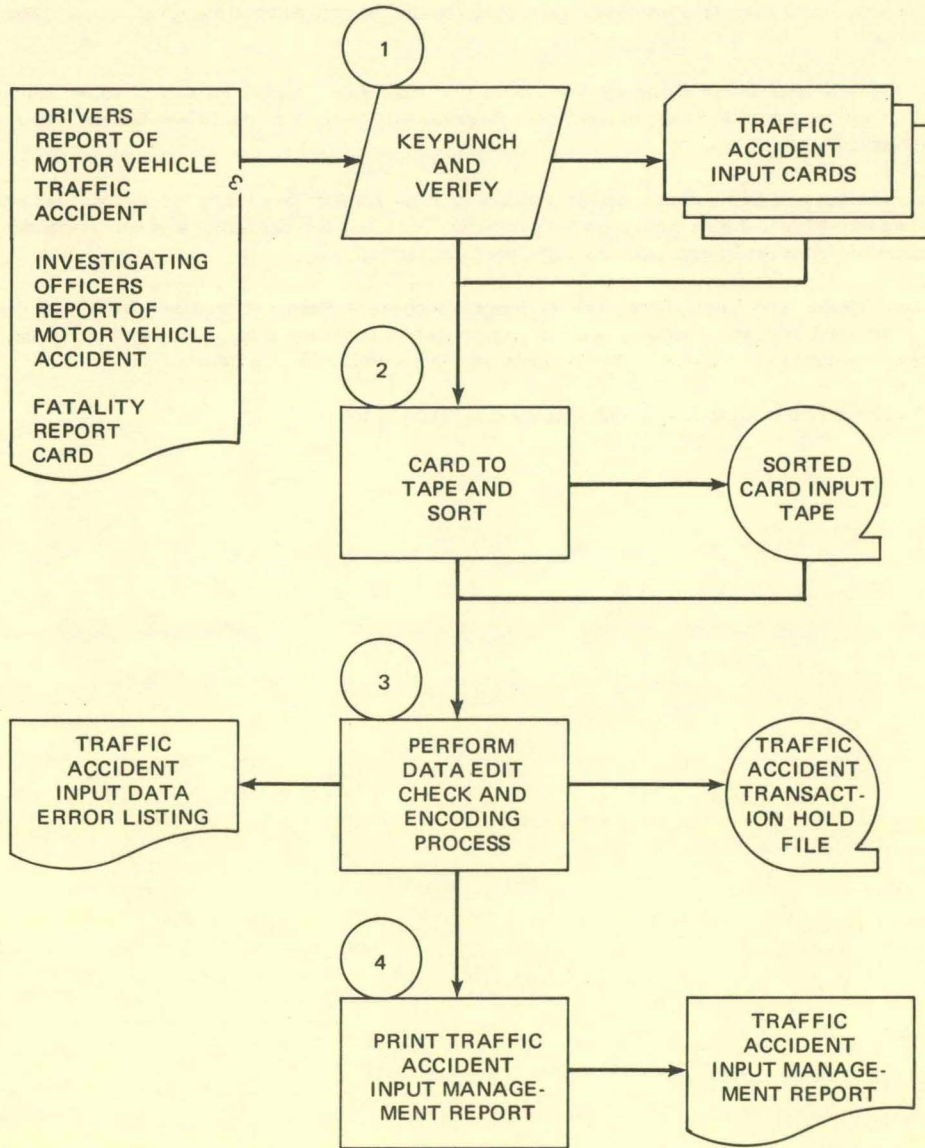 DRIVERS
REPORT OF
MOTOR VEHICLE
TRAFFIC
ACCIDENT
INVESTIGATING
OFFICERS
REPORT OF
MOTOR VEHICLE
ACCIDENT
FATALITY
REPORT
CARD
1
KEYPUNCH
AND
VERIFY
TRAFFIC
ACCIDENT
INPUT CARDS
2
CARD TO
TAPE AND
SORT
SORTED
CARD INPUT
TAPE
3
PERFORM
DATA EDIT
CHECK AND
ENCODING
PROCESS
TRAFFIC
ACCIDENT
INPUT DATA
ERROR LISTING
TRAFFIC
ACCIDENT
TRANSACT-
ION HOLD
FILE
4
PRINT TRAFFIC
ACCIDENT
INPUT MANAGE-
MENT REPORT
TRAFFIC
ACCIDENT
INPUT MANAGE-
MENT REPORT